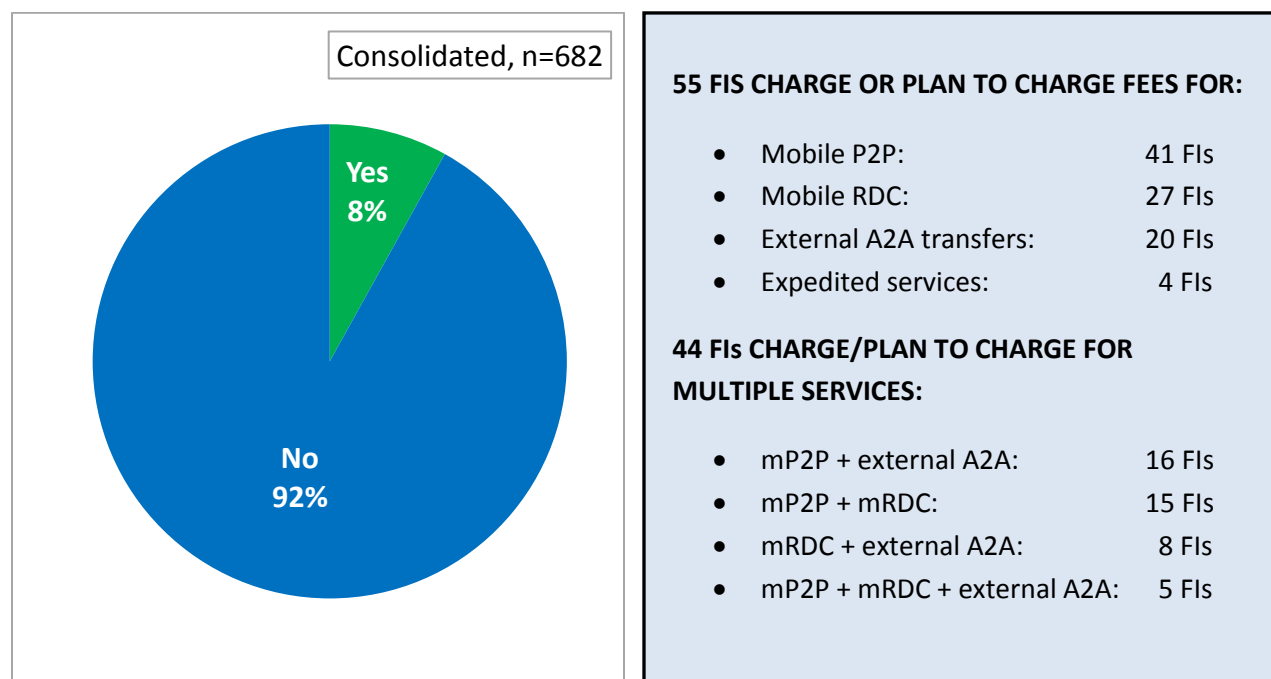 Consolidated, n=682
Yes
8%
No
92%
55 FIS CHARGE OR PLAN TO CHARGE FEES FOR:
• Mobile P2P: 41 FIs
• Mobile RDC: 27 FIs
• External A2A transfers: 20 FIs
• Expedited services: 4 FIs
44 FIs CHARGE/PLAN TO CHARGE FOR
MULTIPLE SERVICES:
• mP2P + external A2A: 16 FIs
• mP2P + mRDC: 15 FIs
• mRDC + external A2A: 8 FIs
• mP2P + mRDC + external A2A: 5 FIs